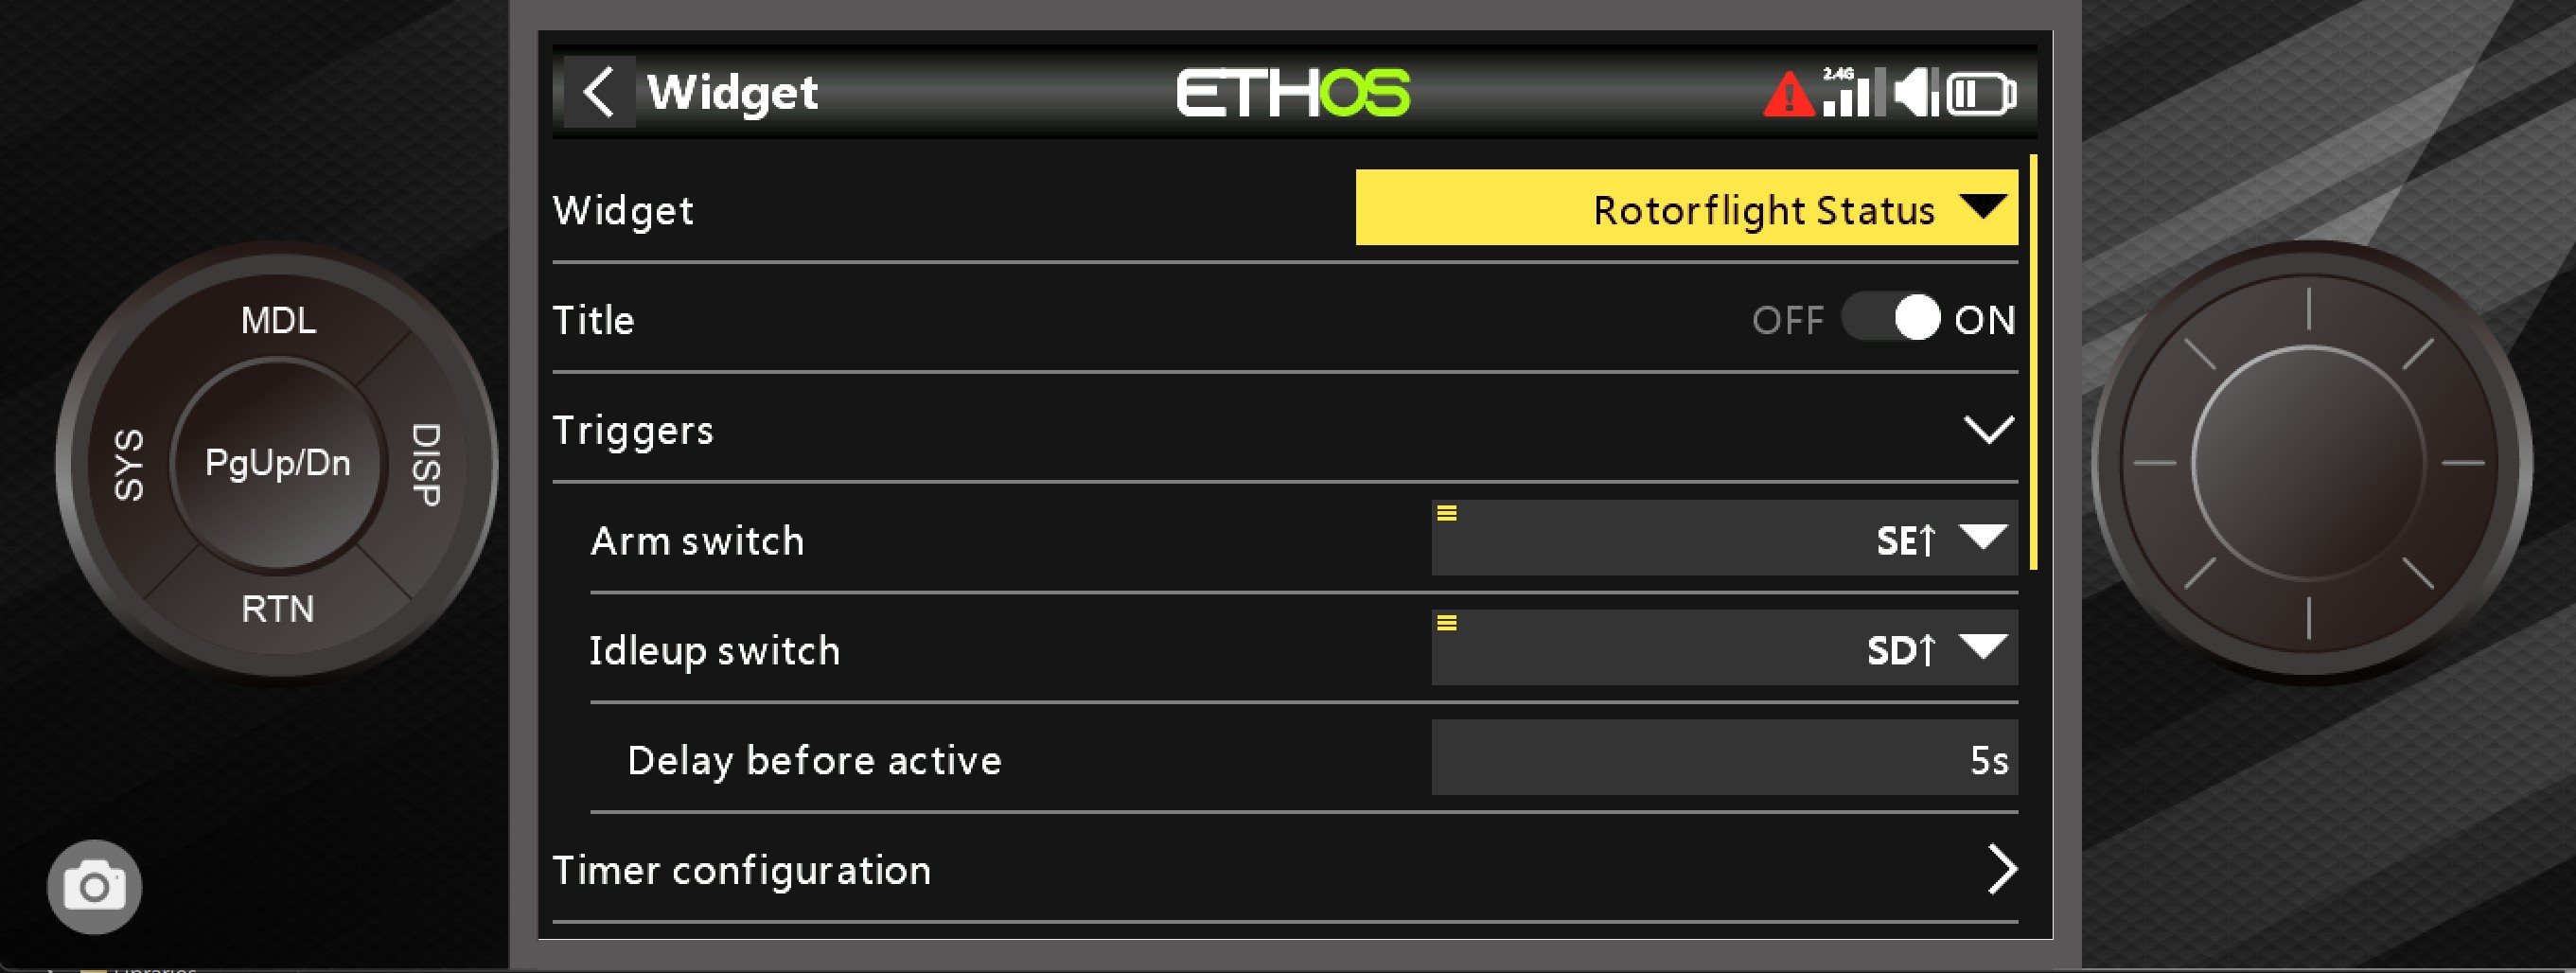 Widget
ETHOS
2.4G
Widget
Rotorflight Status
Title
OFF
ON
Triggers
Arm switch
SE↑
Idleup switch
SD↑
Delay before active
5s
Timer configuration
MDL
SYS
PgUp/Dn
DISP
RTN